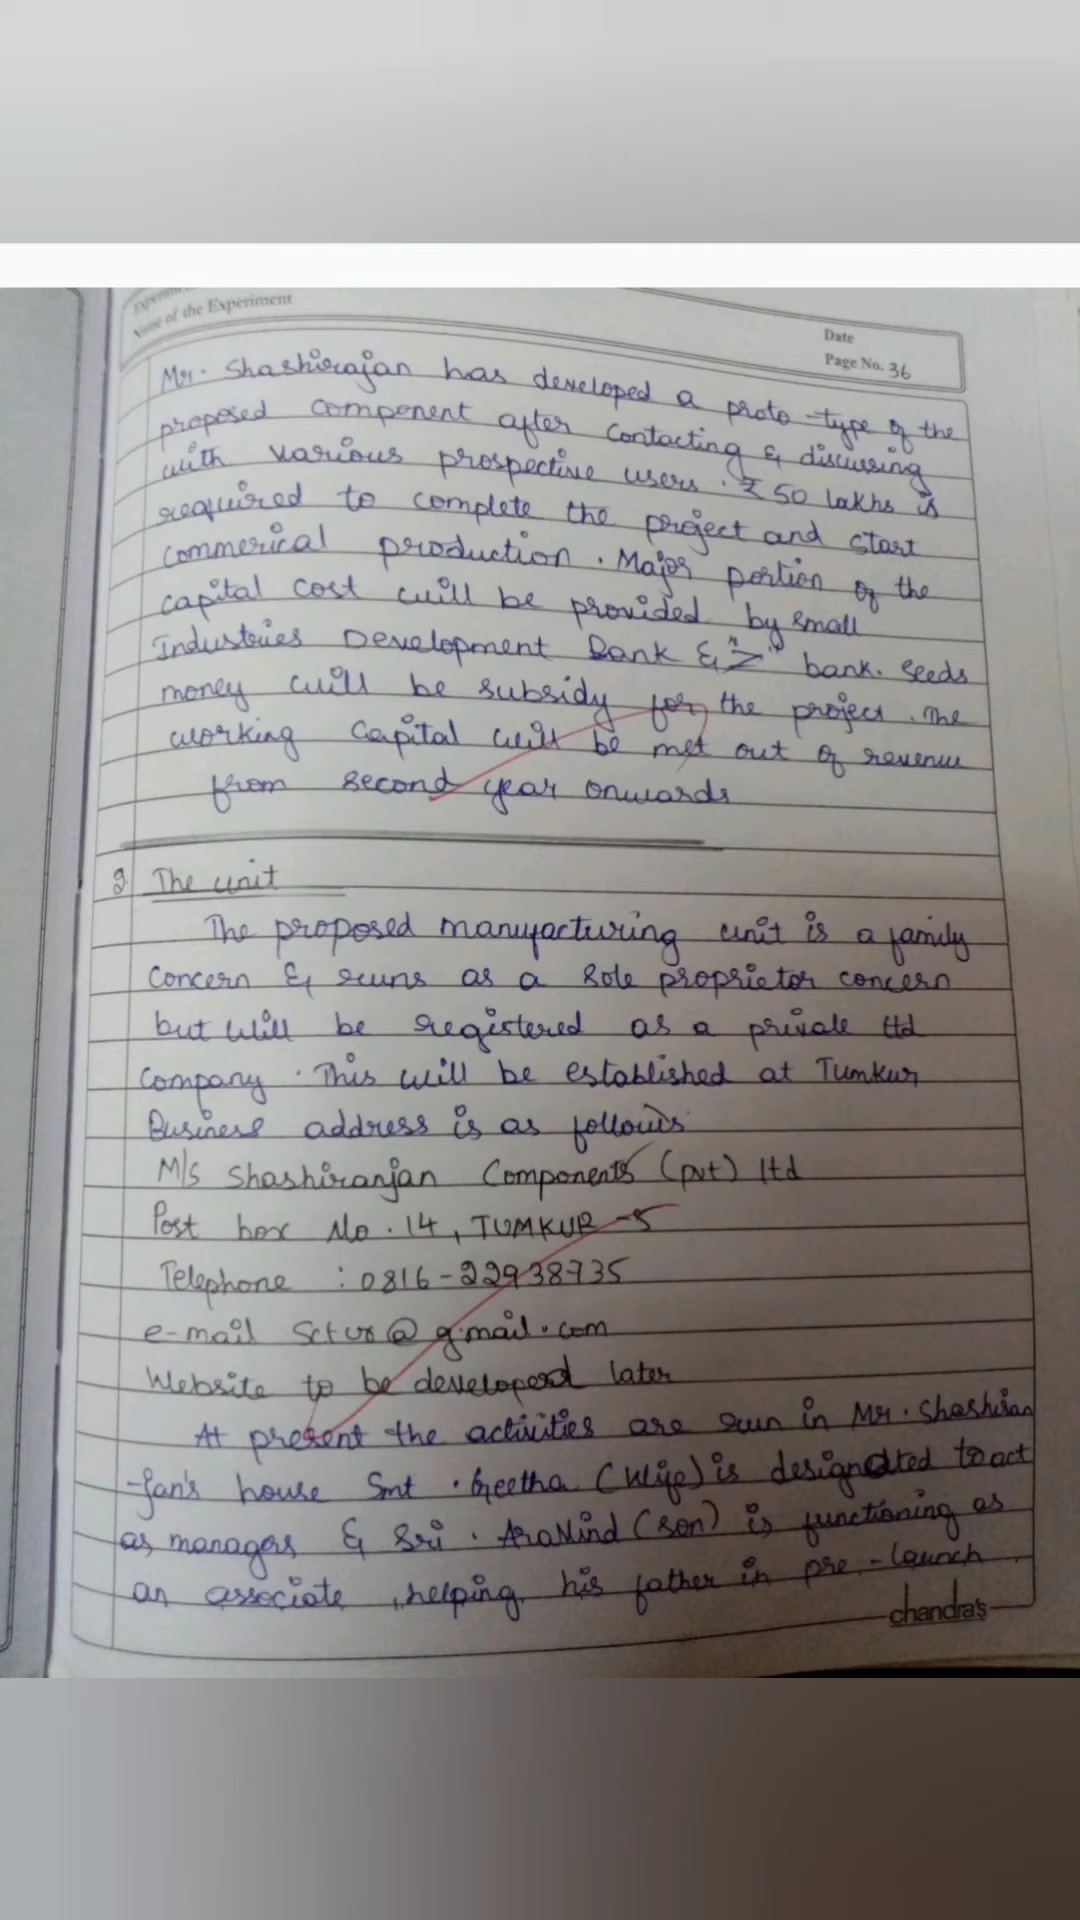 Name of the Experiment
Date
Page No. 36
Mr. Shashirajan has developed a proto-type of the
proposed component after contacting & discussing
with various prospective users. ₹ 50 lakhs is
required to complete the project and start
commerical production. Major portion of the
capital cost will be provided by small
Industries Development Bank & bank. Seeds
money will be subsidy for the project. The
working capital will be met out of revenue
from second year onwards
2 The unit
The proposed manufacturing unit is a family
concern & runs as a sole proprietor concern
but will be registered as a private ltd
company. This will be established at Tumkur
Business address is as follows
M/S Shashiranjan Components (pvt) ltd
Post box No. 14, TUMKUR-5
Telephone : 0816-22938735
e-mail @ gmail.com
Website to be developed later
At present the activities are run in Mr. Shashiran
-jan's house Smt. Geetha (Wife) is designated to act
as managers & Sri. Aravind (son) is functioning as
an associate, helping his father in pre-launch
chandra's